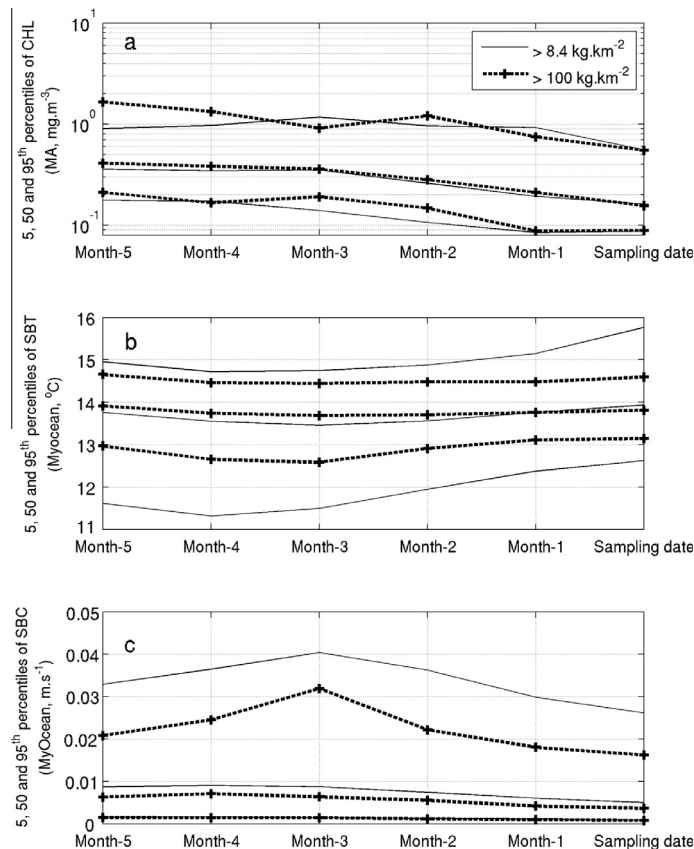 a
> 8.4 kg.km⁻²
> 100 kg.km⁻²
5, 50 and 95ᵗʰ percentiles of CHL
(MA, mg.m⁻³)
10¹
10⁰
10⁻¹
Month-5 Month-4 Month-3 Month-2 Month-1 Sampling date
b
5, 50 and 95ᵗʰ percentiles of SBT
(Myocean, °C)
16
15
14
13
12
11
Month-5 Month-4 Month-3 Month-2 Month-1 Sampling date
c
5, 50 and 95ᵗʰ percentiles of SBC
(MyOcean, m.s⁻¹)
0.05
0.04
0.03
0.02
0.01
0
Month-5 Month-4 Month-3 Month-2 Month-1 Sampling date